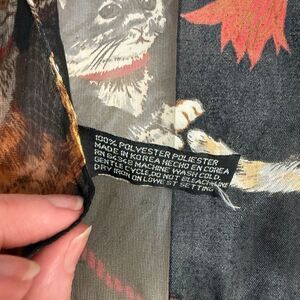 100% POLYESTER POLIESTER
MADE IN KOREA HECHO EN COREA
RN 64348 MACHINE WASH COLD,
GENTLE CYCLE, DO NOT BLEACH, LINE
DRY IRON ON LOWEST SETTING